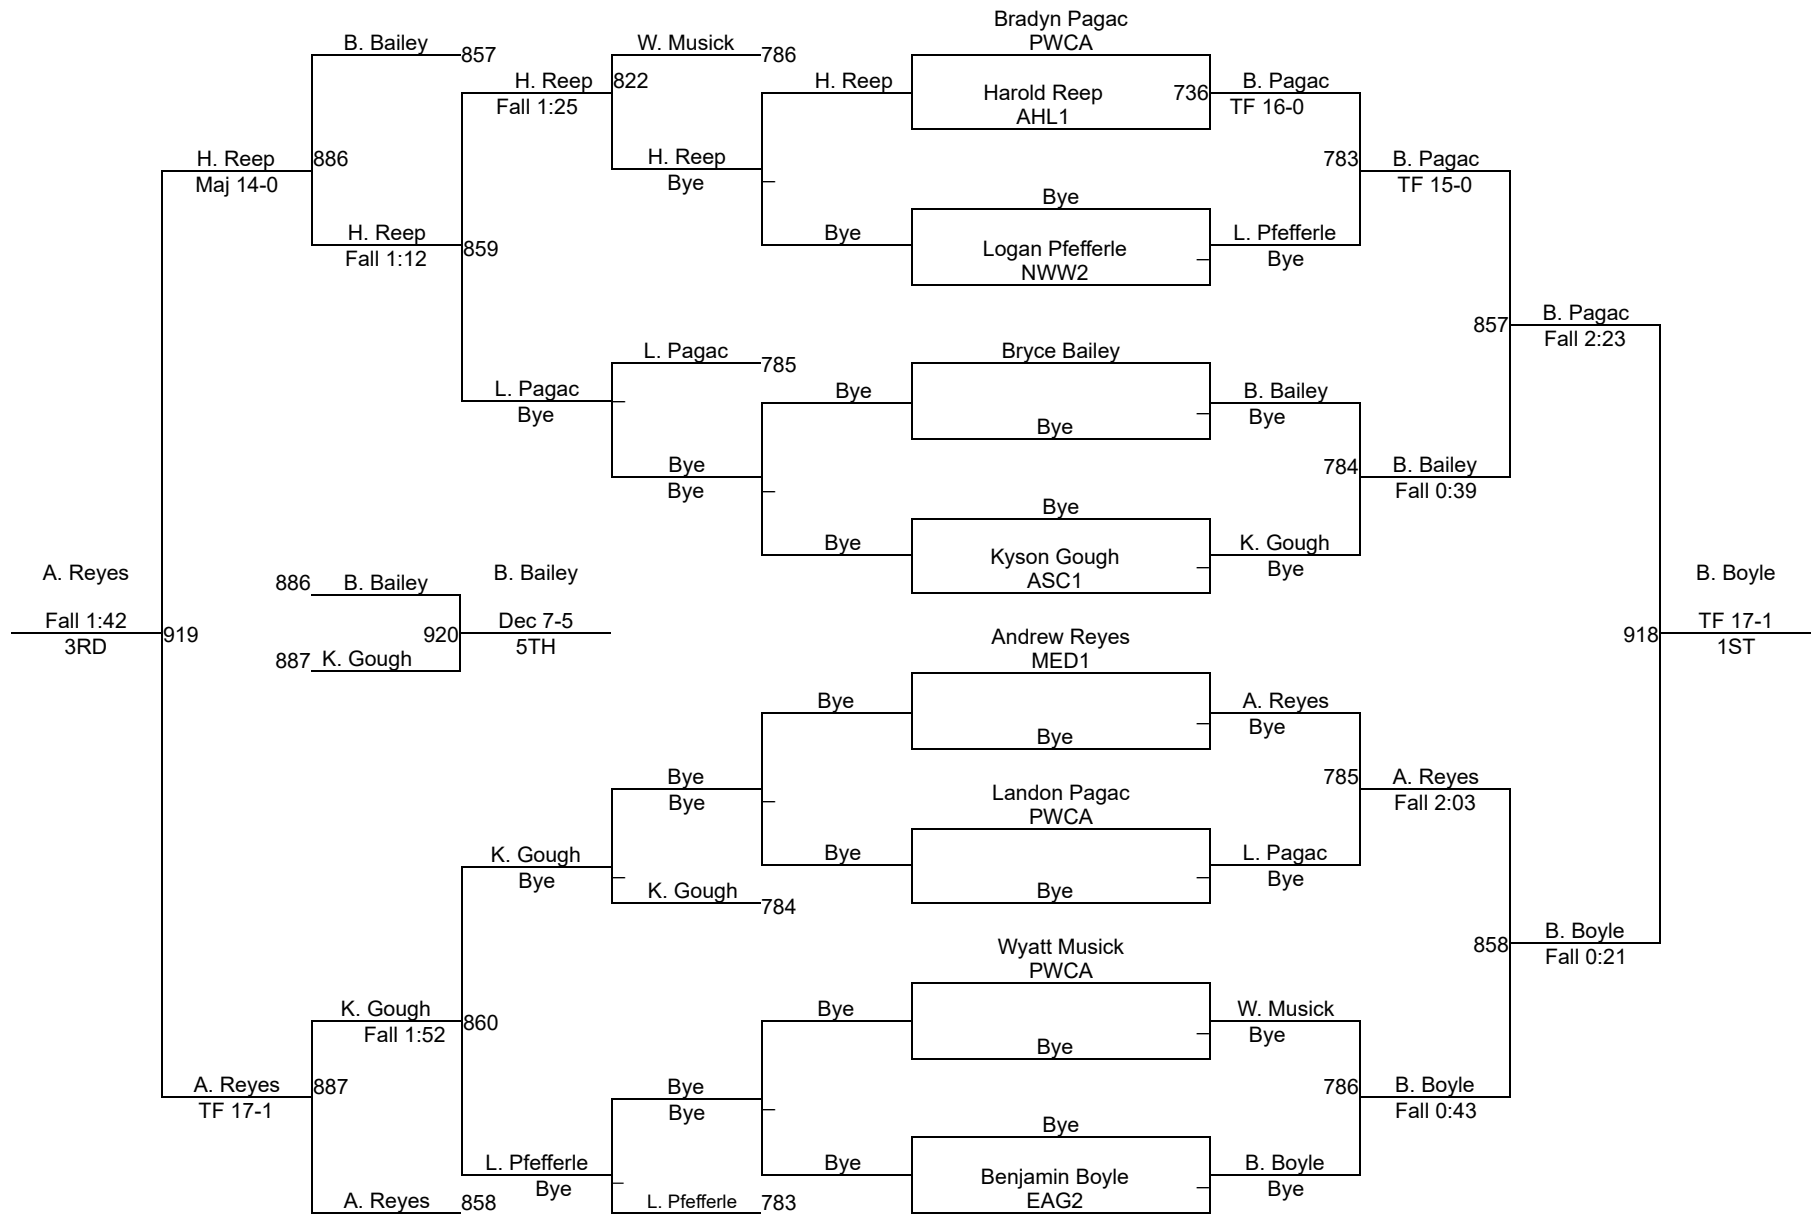 Bradyn Pagac
PWCA
B. Bailey
857
W. Musick
786
H. Reep
822
Fall 1:25
H. Reep
Harold Reep
AHL1
736
B. Pagac
TF 16-0
H. Reep
Maj 14-0
886
H. Reep
Bye
783
B. Pagac
TF 15-0
Bye
H. Reep
Fall 1:12
859
Bye
Logan Pfefferle
NWW2
L. Pfefferle
Bye
857
B. Pagac
Fall 2:23
L. Pagac
785
Bryce Bailey
L. Pagac
Bye
Bye
Bye
B. Bailey
Bye
Bye
Bye
784
B. Bailey
Fall 0:39
Bye
Bye
Kyson Gough
ASC1
K. Gough
Bye
A. Reyes
Fall 1:42
3RD
919
886
B. Bailey
887
K. Gough
920
B. Bailey
Dec 7-5
5TH
B. Boyle
918
TF 17-1
1ST
Andrew Reyes
MED1
Bye
Bye
A. Reyes
Bye
Bye
Bye
785
A. Reyes
Fall 2:03
Landon Pagac
PWCA
K. Gough
Bye
Bye
Bye
L. Pagac
Bye
K. Gough
784
Wyatt Musick
PWCA
858
B. Boyle
Fall 0:21
K. Gough
Fall 1:52
860
Bye
Bye
W. Musick
Bye
A. Reyes
TF 17-1
887
Bye
Bye
786
B. Boyle
Fall 0:43
Bye
L. Pfefferle
Bye
Bye
Benjamin Boyle
EAG2
B. Boyle
Bye
A. Reyes
858
L. Pfefferle
783